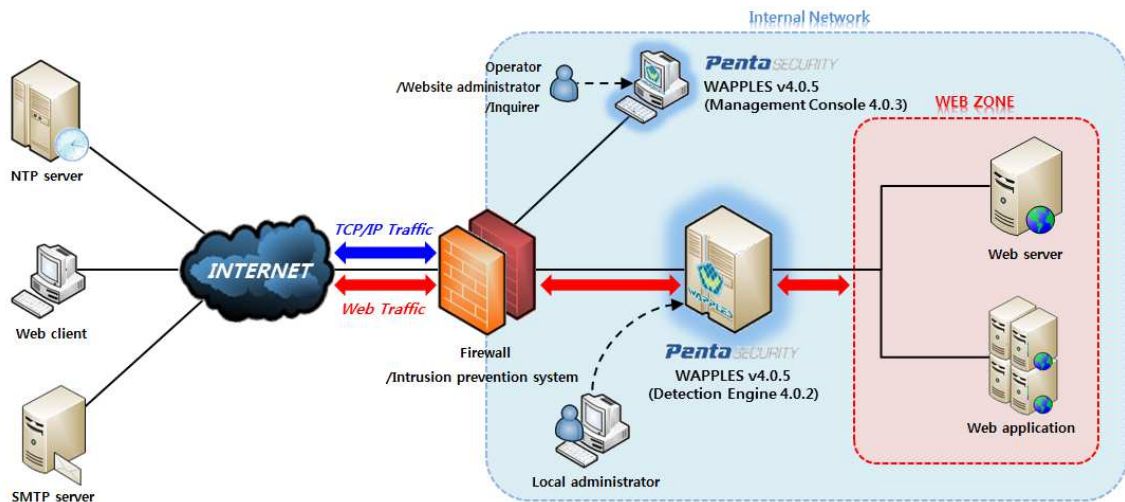 Internal Network
Operator
/Website administrator
/Inquirer
Penta SECURITY
WAPPLES v4.0.5
(Management Console 4.0.3)
WEB ZONE
NTP server
TCP/IP Traffic
INTERNET
Web Traffic
Web client
Firewall
/Intrusion prevention system
WAPPLES
Penta SECURITY
WAPPLES v4.0.5
(Detection Engine 4.0.2)
Web server
Web application
Local administrator
SMTP server